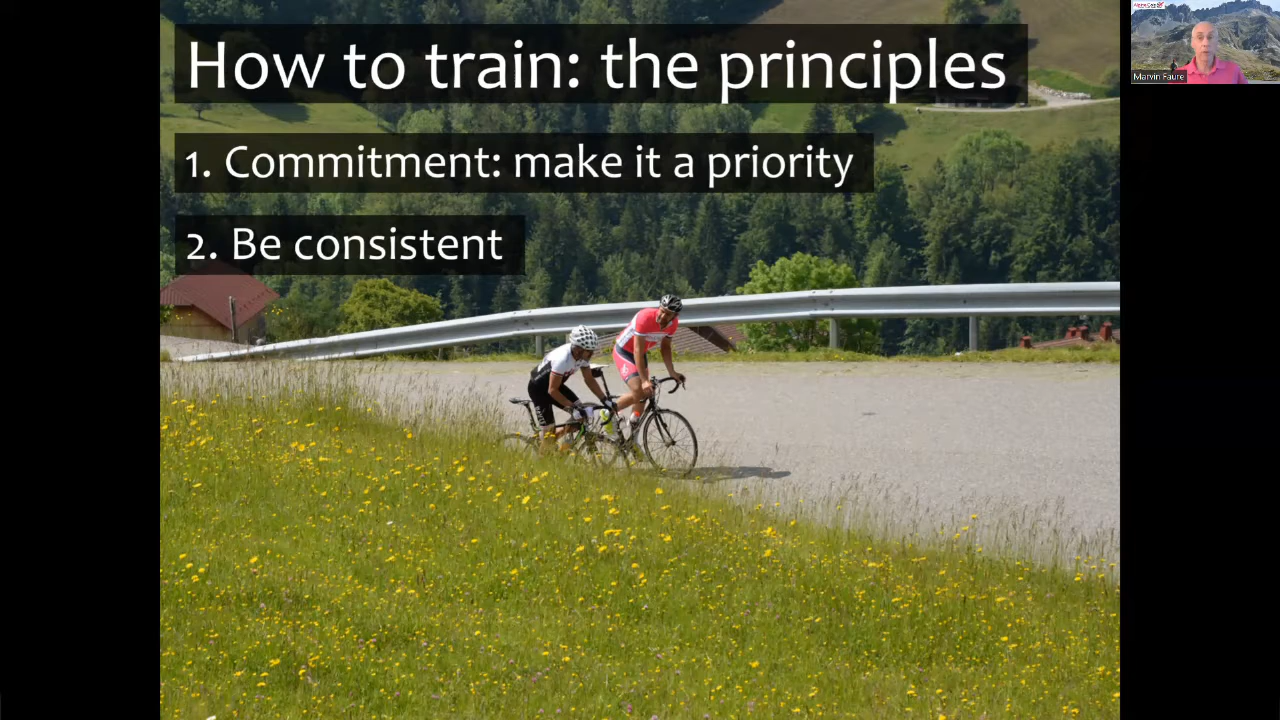 How to train: the principles
1. Commitment: make it a priority
2. Be consistent
Marvin Faure